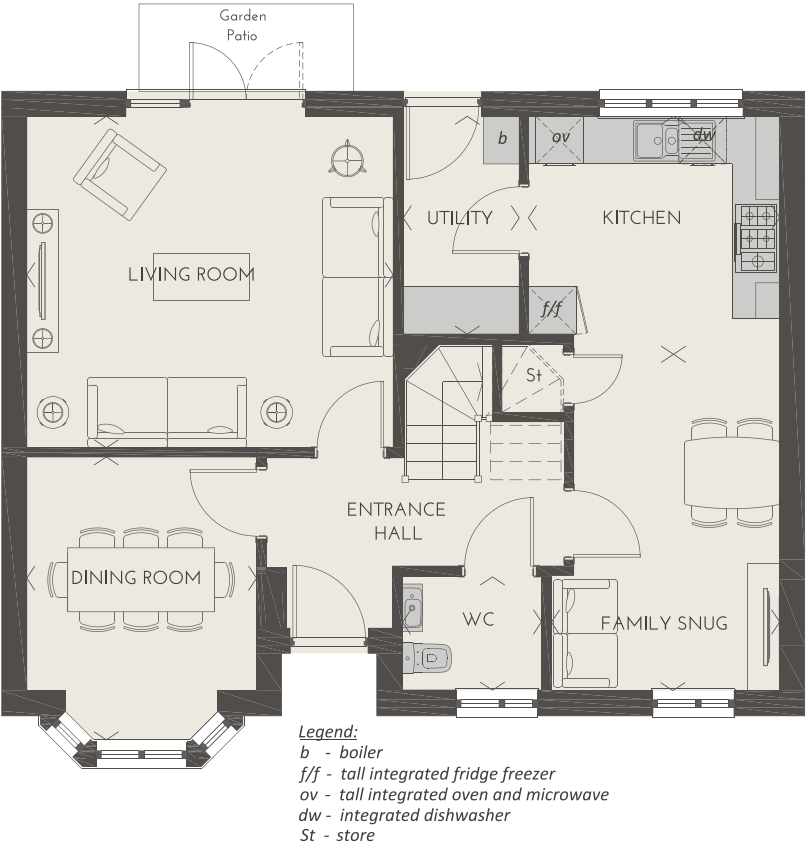 Garden
Patio
b
ov
dw
UTILITY
KITCHEN
LIVING ROOM
f/f
St
ENTRANCE
HALL
DINING ROOM
WC
FAMILY SNUG
Legend:
b - boiler
f/f - tall integrated fridge freezer
ov - tall integrated oven and microwave
dw - integrated dishwasher
St - store